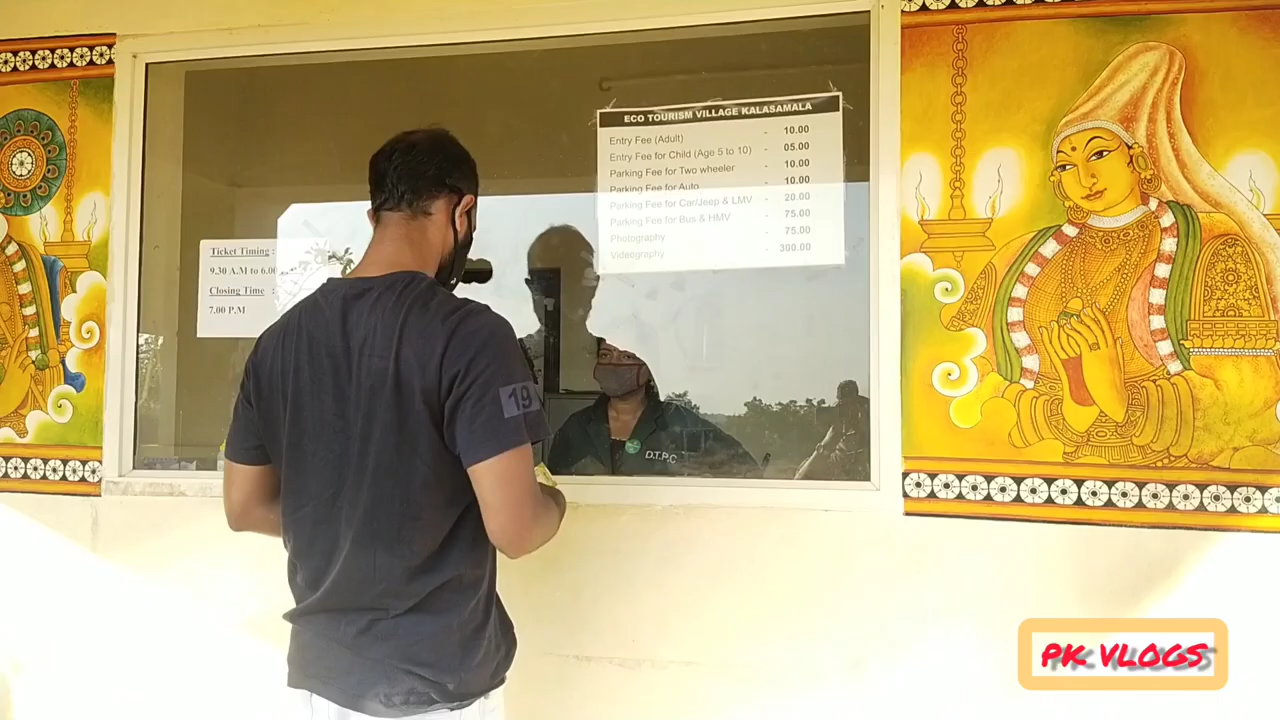 ECO TOURISM VILLAGE KALASAMALA
Entry Fee (Adult) - 10.00
Entry Fee for Child (Age 5 to 10) - 05.00
Parking Fee for Two wheeler - 10.00
Parking Fee for Auto - 10.00
Parking Fee for Car/Jeep & LMV - 20.00
Parking Fee for Bus & HMV - 75.00
Photography - 75.00
Videography - 300.00
Ticket Timing :
9.30 A.M to 6.00
Closing Time :
7.00 P.M
19
D.T.P.C
PK VLOGS